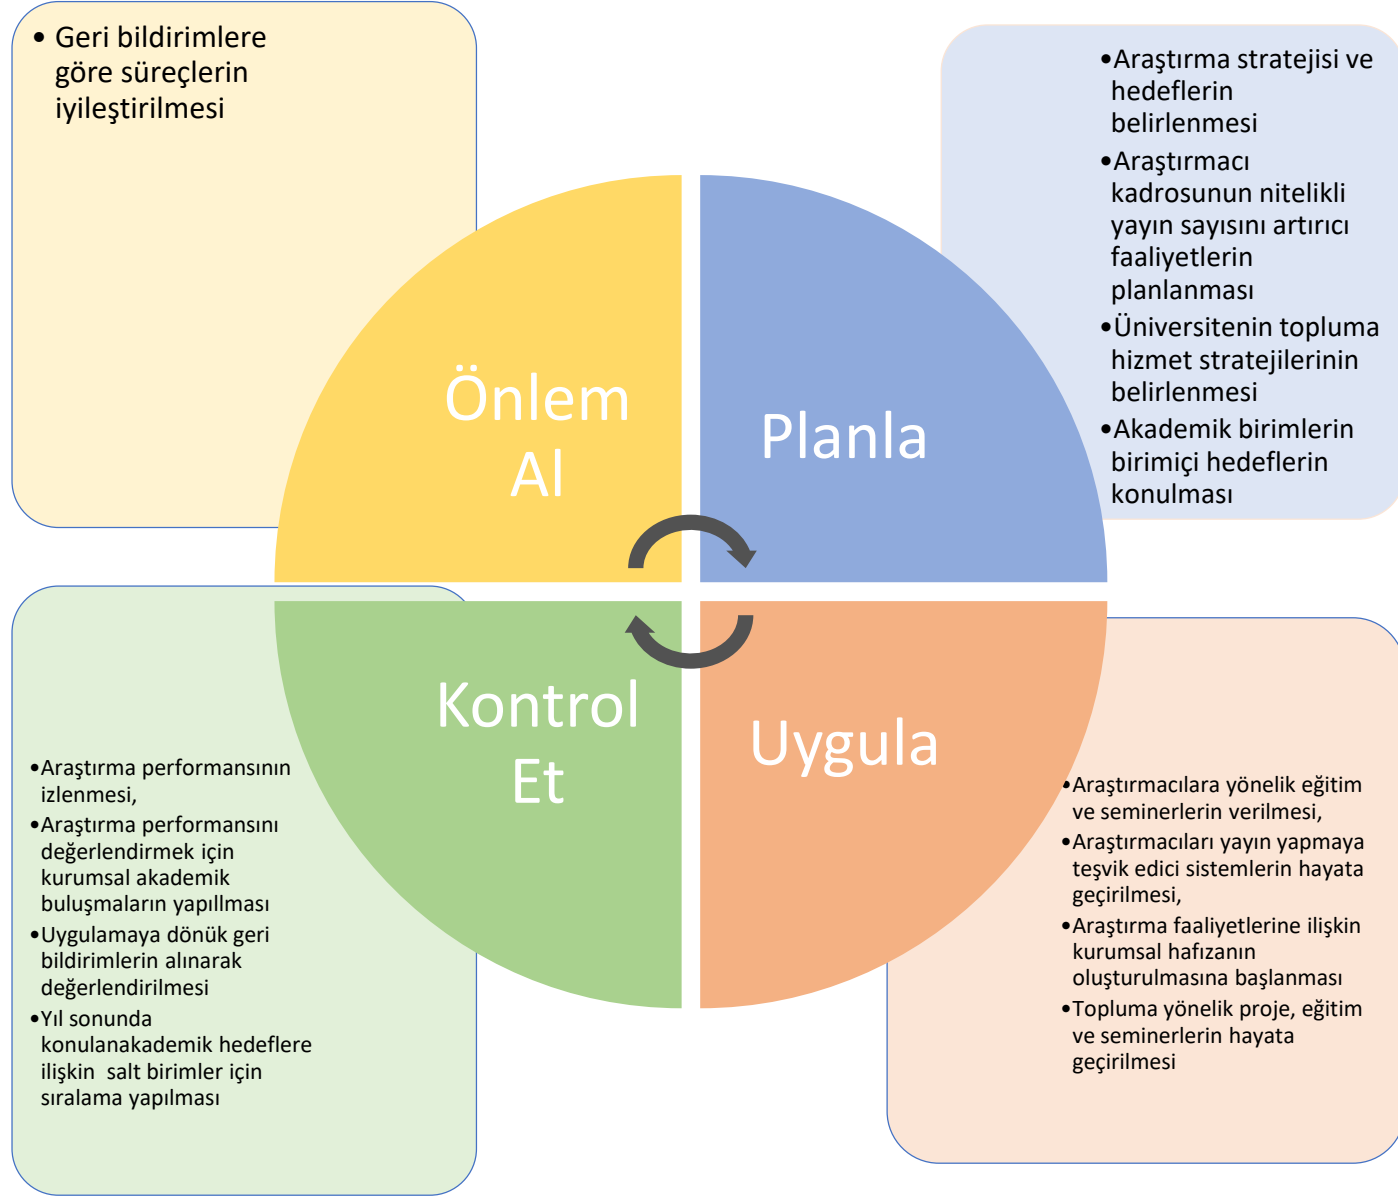 • Geri bildirimlere
göre süreçlerin
iyileştirilmesi
•Araştırma stratejisi ve
hedeflerin
belirlenmesi
•Araştırmacı
kadrosunun nitelikli
yayın sayısını artırıcı
faaliyetlerin
planlanması
•Üniversitenin topluma
hizmet stratejilerinin
belirlenmesi
•Akademik birimlerin
birimiçi hedeflerin
konulması
Önlem
Al
Planla
Kontrol
Et
Uygula
•Araştırma performansının
izlenmesi,
•Araştırma performansını
değerlendirmek için
kurumsal akademik
buluşmaların yapıllması
•Uygulamaya dönük geri
bildirimlerin alınarak
değerlendirilmesi
•Yıl sonunda
konulanakademik hedeflere
ilişkin  salt birimler için
sıralama yapılması
•Araştırmacılara yönelik eğitim
ve seminerlerin verilmesi,
•Araştırmacıları yayın yapmaya
teşvik edici sistemlerin hayata
geçirilmesi,
•Araştırma faaliyetlerine ilişkin
kurumsal hafızanın
oluşturulmasına başlanması
•Topluma yönelik proje, eğitim
ve seminerlerin hayata
geçirilmesi